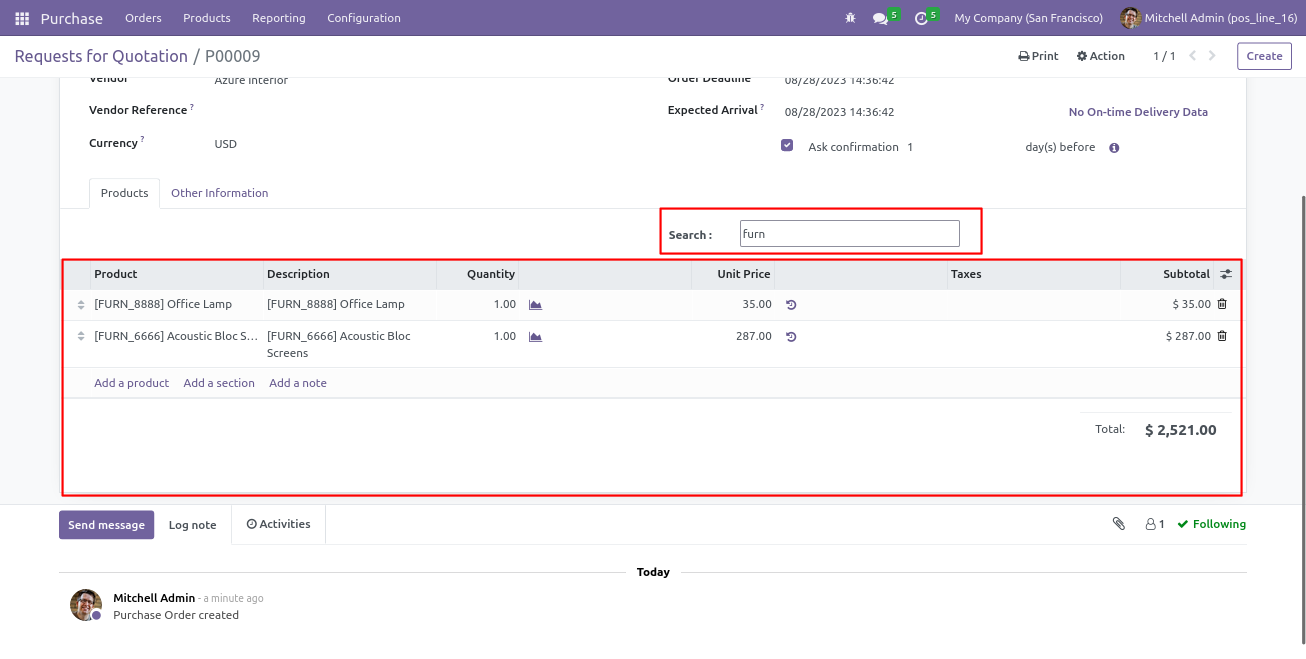 Purchase Orders Products Reporting Configuration 5 5 My Company (San Francisco) Mitchell Admin (pos_line_16)
Requests for Quotation / P00009 Print Action 1 / 1 Create
Vendor Azure Interior Order Deadline 08/28/2023 14:36:42
Vendor Reference ? Expected Arrival ? 08/28/2023 14:36:42 No On-time Delivery Data
Currency ? USD Ask confirmation 1 day(s) before
Products Other Information
Search : furn
Product Description Quantity Unit Price Taxes Subtotal
[FURN_8888] Office Lamp [FURN_8888] Office Lamp 1.00 35.00 $ 35.00
[FURN_6666] Acoustic Bloc S... [FURN_6666] Acoustic Bloc 1.00 287.00 $ 287.00
Screens
Add a product Add a section Add a note
Total: $ 2,521.00
Send message Log note Activities 1 Following
Today
Mitchell Admin - a minute ago
Purchase Order created